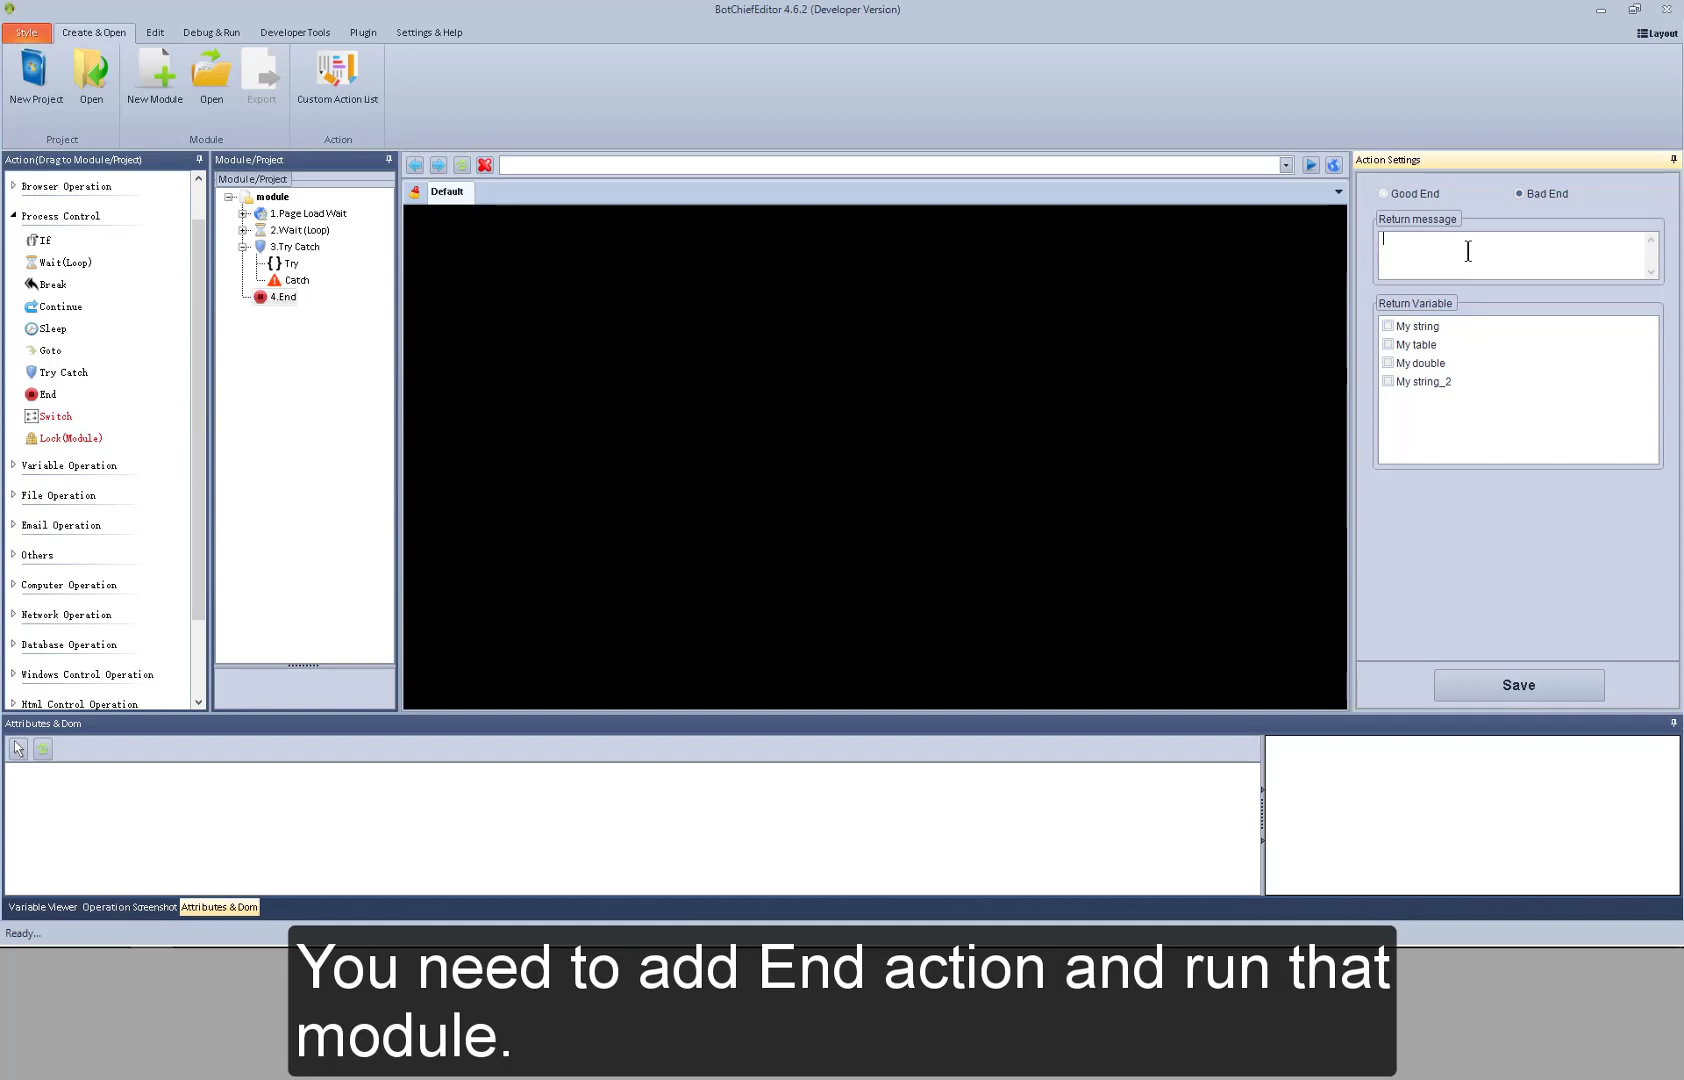 BotChiefEditor 4.6.2 (Developer Version)
Style
Create & Open
Edit
Debug & Run
Developer Tools
Plugin
Settings & Help
Layout
New Project
Open
New Module
Open
Export
Custom Action List
Project
Module
Action
Action(Drag to Module/Project)
Browser Operation
Process Control
If
Wait(Loop)
Break
Continue
Sleep
Goto
Try Catch
End
Switch
Lock(Module)
Variable Operation
File Operation
Email Operation
Others
Computer Operation
Network Operation
Database Operation
Windows Control Operation
Html Control Operation
Module/Project
Module/Project
module
1.Page Load Wait
2.Wait(Loop)
3.Try Catch
Try
Catch
4.End
Default
Action Settings
Good End
Bad End
Return message
Return Variable
My string
My table
My double
My string_2
Save
Attributes & Dom
Variable Viewer
Operation Screenshot
Attributes & Dom
Ready...
You need to add End action and run that
module.